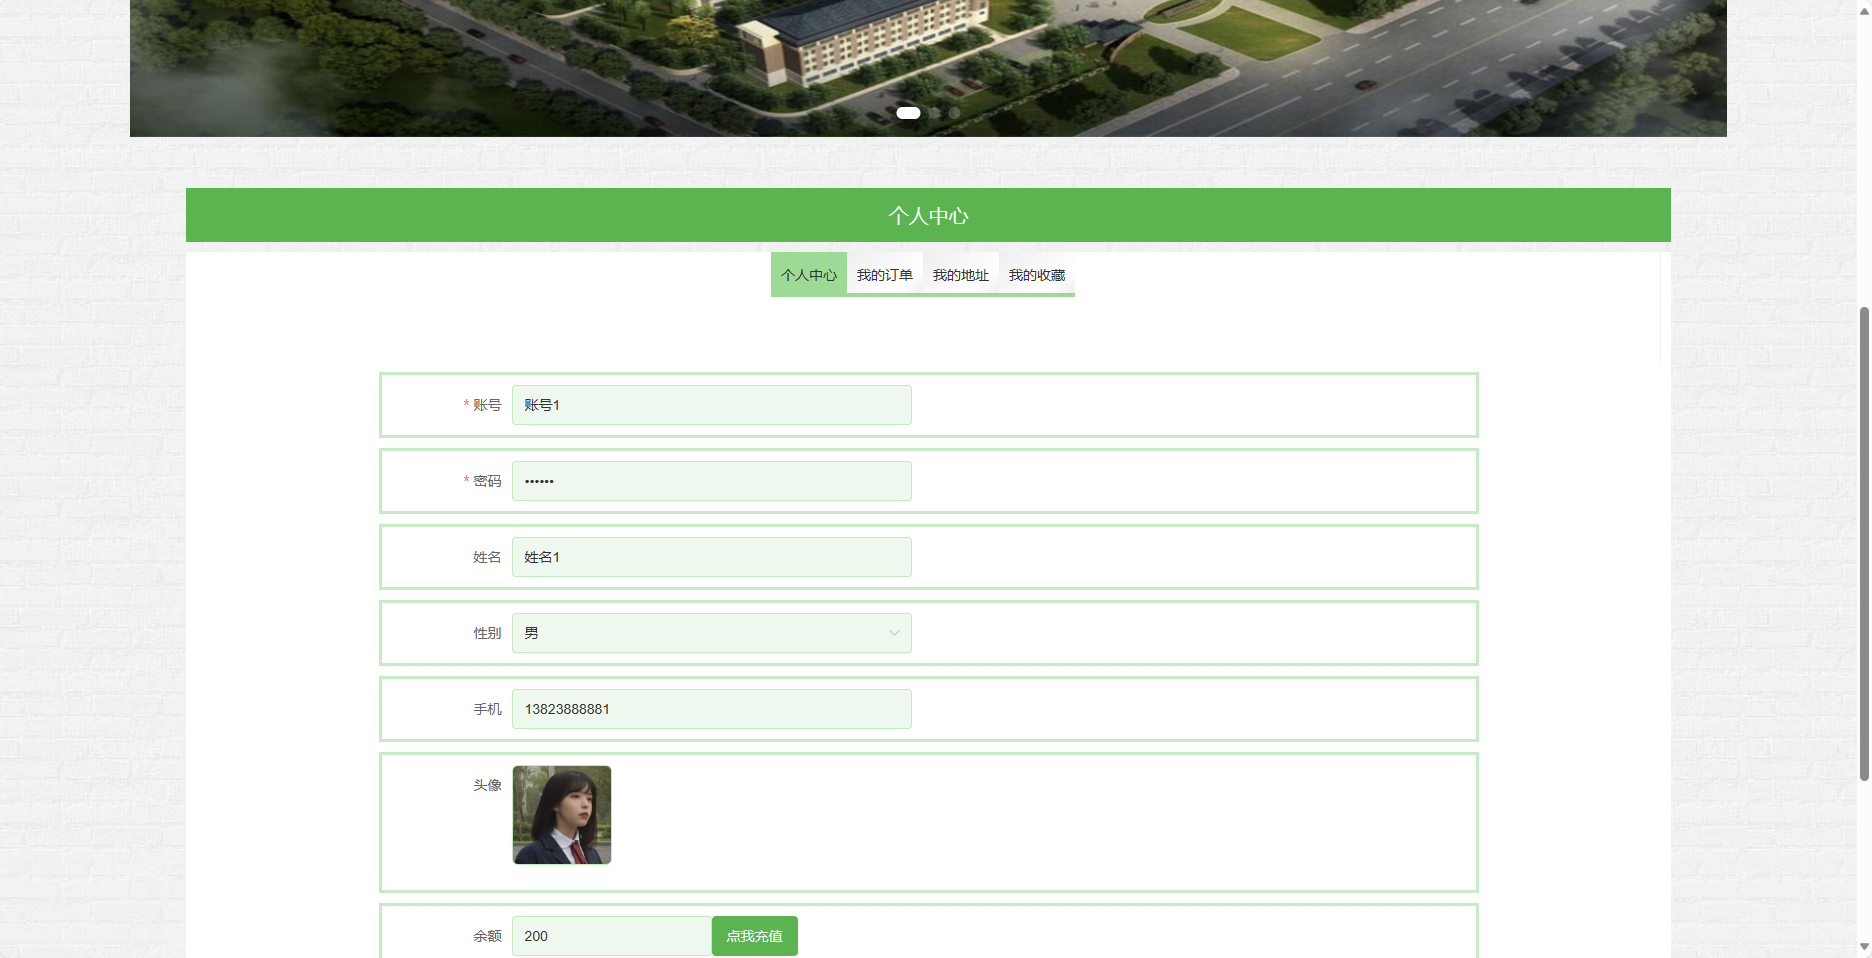 个人中心
个人中心 我的订单 我的地址 我的收藏
* 账号 账号1
* 密码 ••••••
姓名 姓名1
性别 男
手机 13823888881
头像
余额 200 点我充值